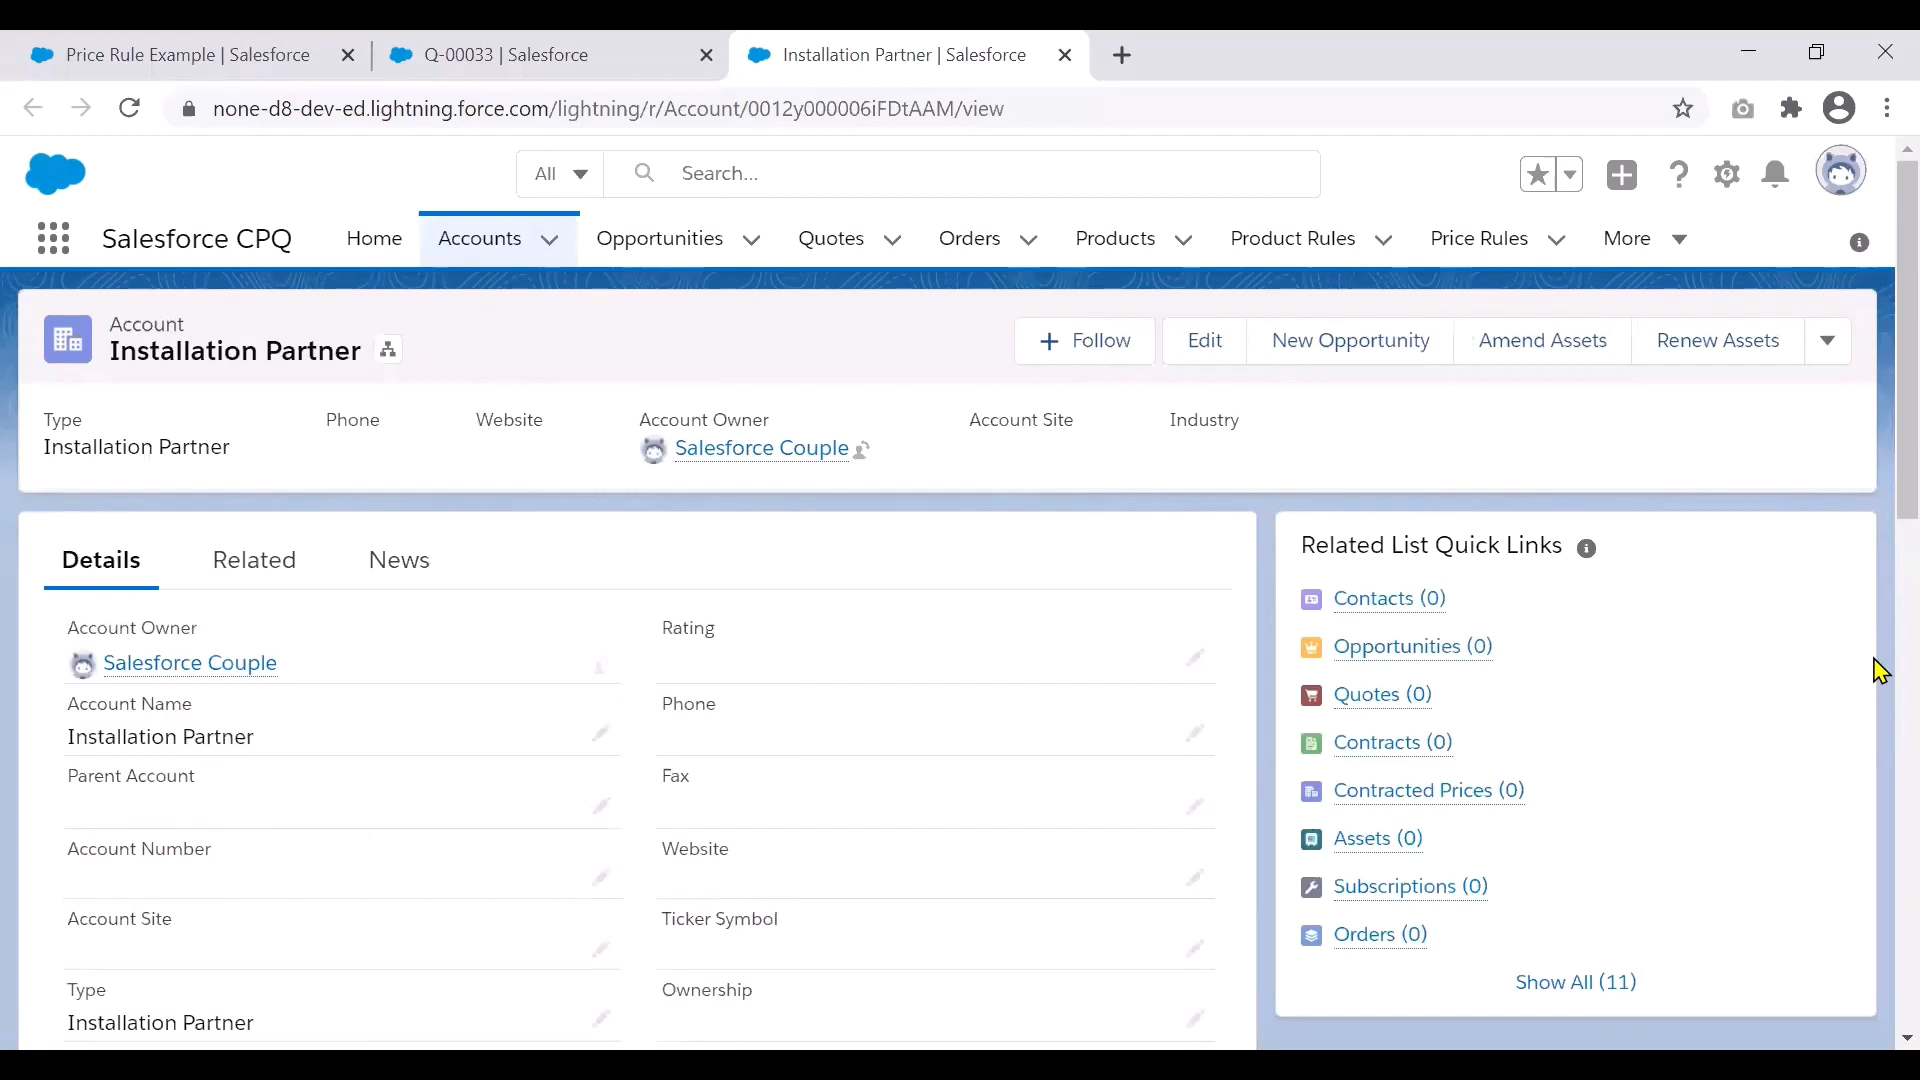 Price Rule Example | Salesforce
Q-00033 | Salesforce
Installation Partner | Salesforce
none-d8-dev-ed.lightning.force.com/lightning/r/Account/0012y000006iFDtAAM/view
All
Search...
Salesforce CPQ
Home
Accounts
Opportunities
Quotes
Orders
Products
Product Rules
Price Rules
More
Account
Installation Partner
Follow
Edit
New Opportunity
Amend Assets
Renew Assets
Type
Installation Partner
Phone
Website
Account Owner
Salesforce Couple
Account Site
Industry
Details
Related
News
Account Owner
Salesforce Couple
Rating
Account Name
Installation Partner
Phone
Parent Account
Fax
Account Number
Website
Account Site
Ticker Symbol
Type
Installation Partner
Ownership
Related List Quick Links
Contacts (0)
Opportunities (0)
Quotes (0)
Contracts (0)
Contracted Prices (0)
Assets (0)
Subscriptions (0)
Orders (0)
Show All (11)